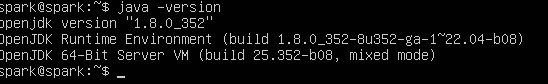 spark@spark:~$ java -version
openjdk version "1.8.0_352"
OpenJDK Runtime Environment (build 1.8.0_352-8u352-ga-1~22.04-b08)
OpenJDK 64-Bit Server VM (build 25.352-b08, mixed mode)
spark@spark:~$ _